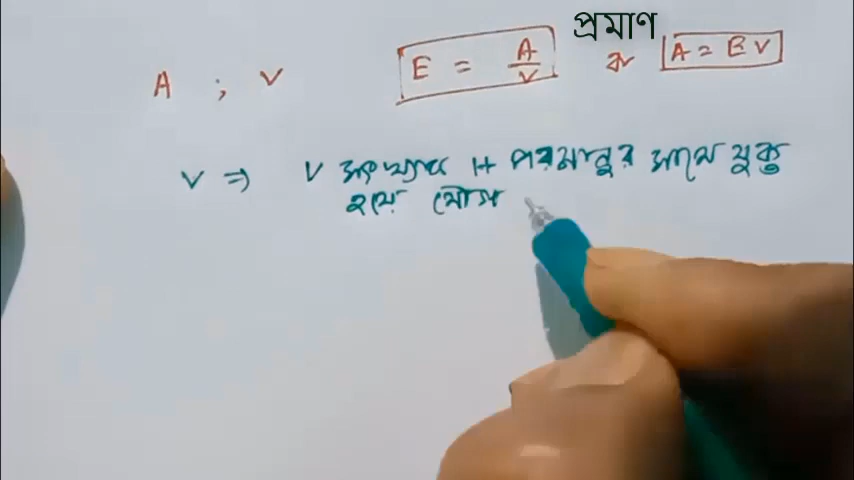 প্রমাণ
A ; V E = A/V বা A = EV
V ⇒ V সংখ্যক H পরমানুর সাথে যুক্ত
হয়ে যৌগ